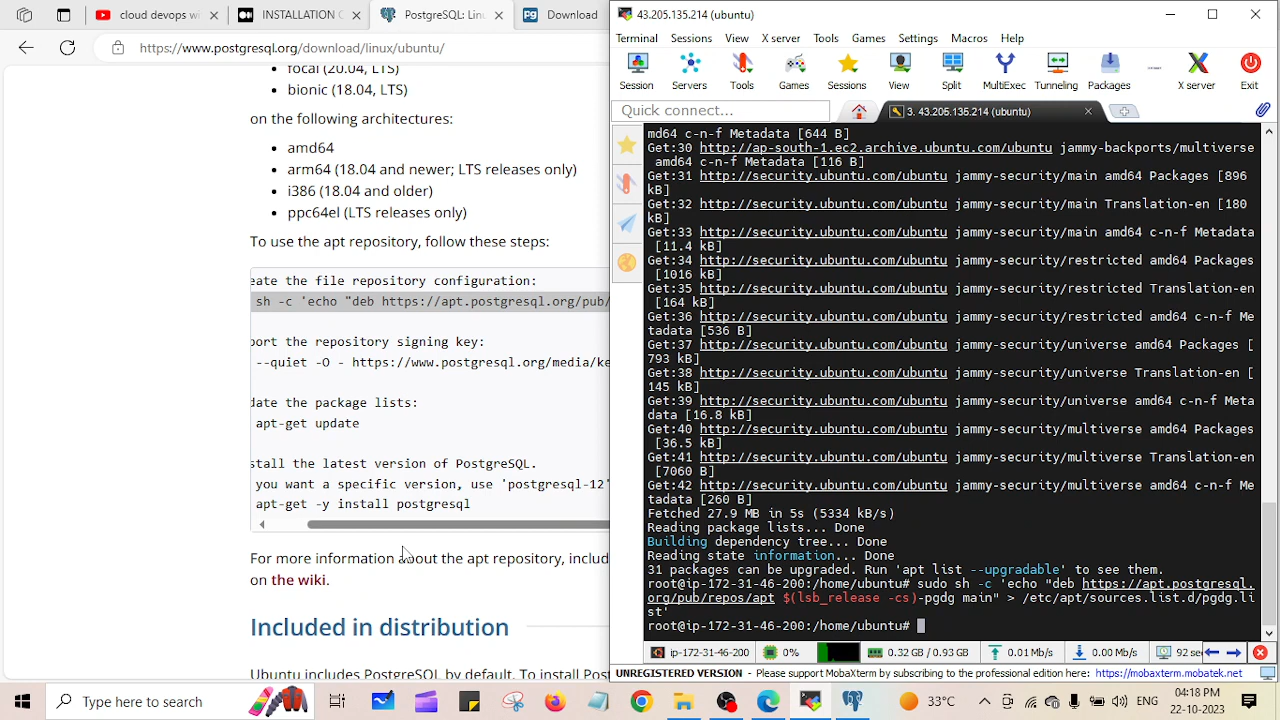 cloud devops w
INSTALLATION C
PostgreSQL: Linu
Download
https://www.postgresql.org/download/linux/ubuntu/
focal (20.04, LTS)
bionic (18.04, LTS)
on the following architectures:
amd64
arm64 (18.04 and newer; LTS releases only)
i386 (18.04 and older)
ppc64el (LTS releases only)
To use the apt repository, follow these steps:
eate the file repository configuration:
sh -c 'echo "deb https://apt.postgresql.org/pub/
ort the repository signing key:
--quiet -O - https://www.postgresql.org/media/ke
date the package lists:
apt-get update
stall the latest version of PostgreSQL.
you want a specific version, use 'postgresql-12'
apt-get -y install postgresql
For more information about the apt repository, includ
on the wiki.
Included in distribution
Ubuntu includes PostgreSQL by default. To install Post
43.205.135.214 (ubuntu)
Terminal Sessions View X server Tools Games Settings Macros Help
Session Servers Tools Games Sessions View Split MultiExec Tunneling Packages X server Exit
Quick connect...
3. 43.205.135.214 (ubuntu)
md64 c-n-f Metadata [644 B]
Get:30 http://ap-south-1.ec2.archive.ubuntu.com/ubuntu jammy-backports/multiverse
amd64 c-n-f Metadata [116 B]
Get:31 http://security.ubuntu.com/ubuntu jammy-security/main amd64 Packages [896
kB]
Get:32 http://security.ubuntu.com/ubuntu jammy-security/main Translation-en [180
kB]
Get:33 http://security.ubuntu.com/ubuntu jammy-security/main amd64 c-n-f Metadata
[11.4 kB]
Get:34 http://security.ubuntu.com/ubuntu jammy-security/restricted amd64 Packages
[1016 kB]
Get:35 http://security.ubuntu.com/ubuntu jammy-security/restricted Translation-en
[164 kB]
Get:36 http://security.ubuntu.com/ubuntu jammy-security/restricted amd64 c-n-f Me
tadata [536 B]
Get:37 http://security.ubuntu.com/ubuntu jammy-security/universe amd64 Packages [
793 kB]
Get:38 http://security.ubuntu.com/ubuntu jammy-security/universe Translation-en [
145 kB]
Get:39 http://security.ubuntu.com/ubuntu jammy-security/universe amd64 c-n-f Meta
data [16.8 kB]
Get:40 http://security.ubuntu.com/ubuntu jammy-security/multiverse amd64 Packages
[36.5 kB]
Get:41 http://security.ubuntu.com/ubuntu jammy-security/multiverse Translation-en
[7060 B]
Get:42 http://security.ubuntu.com/ubuntu jammy-security/multiverse amd64 c-n-f Me
tadata [260 B]
Fetched 27.9 MB in 5s (5334 kB/s)
Reading package lists... Done
Building dependency tree... Done
Reading state information... Done
31 packages can be upgraded. Run 'apt list --upgradable' to see them.
root@ip-172-31-46-200:/home/ubuntu# sudo sh -c 'echo "deb https://apt.postgresql.
org/pub/repos/apt $(lsb_release -cs)-pgdg main" > /etc/apt/sources.list.d/pgdg.li
st'
root@ip-172-31-46-200:/home/ubuntu#
ip-172-31-46-200 0% 0.32 GB / 0.93 GB 0.01 Mb/s 0.00 Mb/s 92 se
UNREGISTERED VERSION - Please support MobaXterm by subscribing to the professional edition here: https://mobaxterm.mobatek.net
Type here to search
33°C
ENG
04:18 PM
22-10-2023